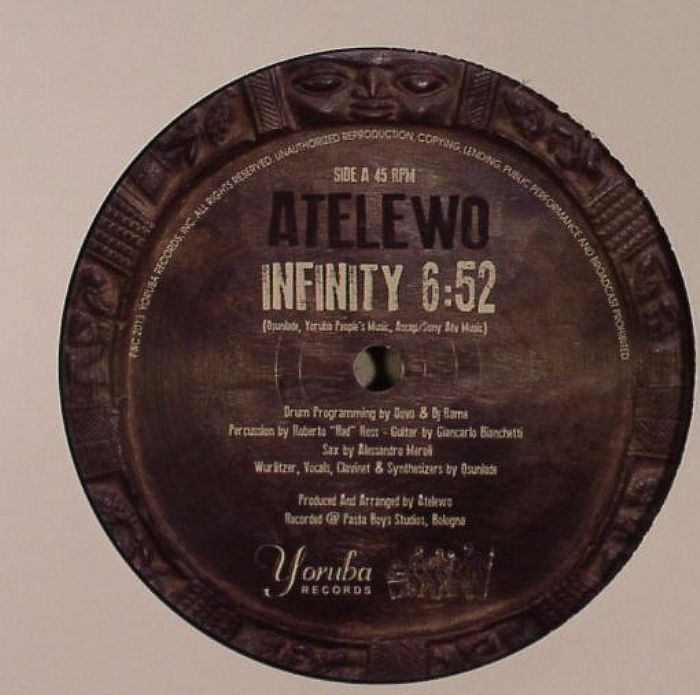 P&C 2013 YORUBA RECORDS, INC. ALL RIGHTS RESERVED. UNAUTHORIZED REPRODUCTION, COPYING, LENDING, PUBLIC PERFORMANCE AND BROADCAST PROHIBITED.
SIDE A 45 RPM
ATELEWO
INFINITY 6:52
(Osunlade, Yoruba People's Music, Ascap/Sony Atv Music)
Drum Programming by Uovo & Dj Rame
Percussion by Roberto "Red" Rossi - Guitar by Giancarlo Bianchetti
Sax by Alessandro Meroli
Wurlitzer, Vocals, Clavinet & Synthesizers by Osunlade
Produced And Arranged by Atelewo
Recorded @ Pasta Boys Studios, Bologna
Yoruba
RECORDS